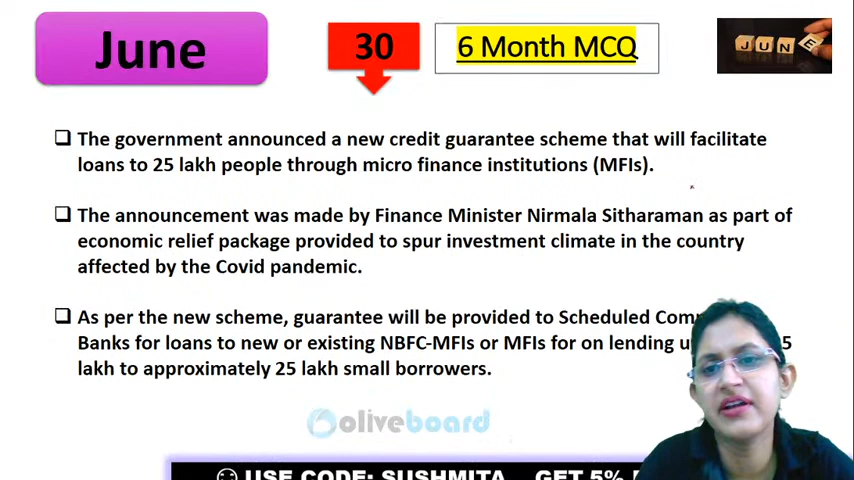 June
30
6 Month MCQ
JUNE
❑ The government announced a new credit guarantee scheme that will facilitate
loans to 25 lakh people through micro finance institutions (MFIs).
❑ The announcement was made by Finance Minister Nirmala Sitharaman as part of
economic relief package provided to spur investment climate in the country
affected by the Covid pandemic.
❑ As per the new scheme, guarantee will be provided to Scheduled
Banks for loans to new or existing NBFC-MFIs or MFIs for on lending
lakh to approximately 25 lakh small borrowers.
oliveboard
USE CODE: SUSHMITA GET 5%